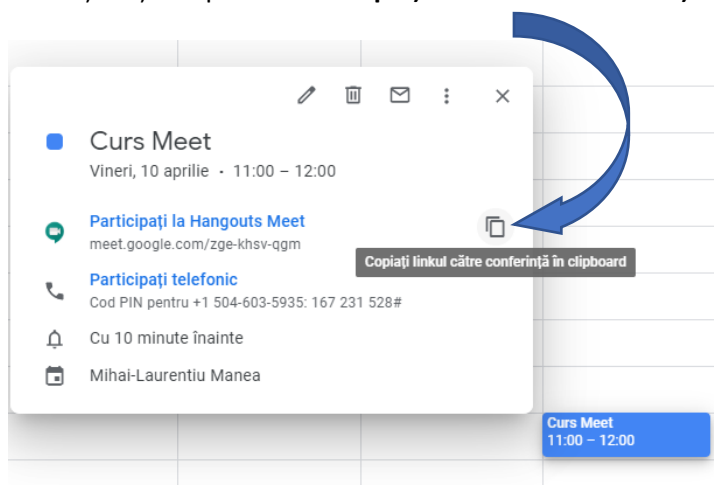 Curs Meet
Vineri, 10 aprilie · 11:00 – 12:00
Participați la Hangouts Meet
meet.google.com/zge-khsv-qgm
Copiați linkul către conferință în clipboard
Participați telefonic
Cod PIN pentru +1 504-603-5935: 167 231 528#
Cu 10 minute înainte
Mihai-Laurentiu Manea
Curs Meet
11:00 – 12:00